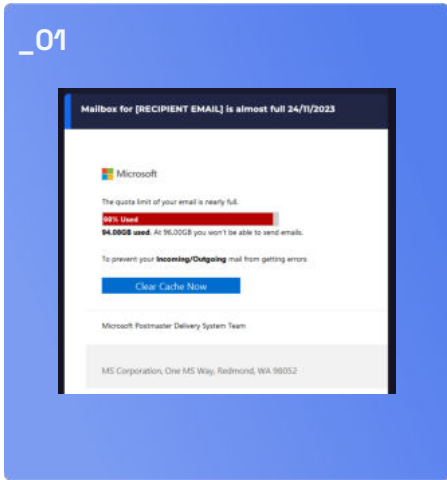 _01
Mailbox for [RECIPIENT EMAIL] is almost full 24/11/2023
Microsoft
The quota limit of your email is nearly full.
98% Used
94.00GB used. At 96.00GB you won't be able to send emails.
To prevent your Incoming/Outgoing mail from getting errors
Clear Cache Now
Microsoft Postmaster Delivery System Team
MS Corporation, One MS Way, Redmond, WA 98052